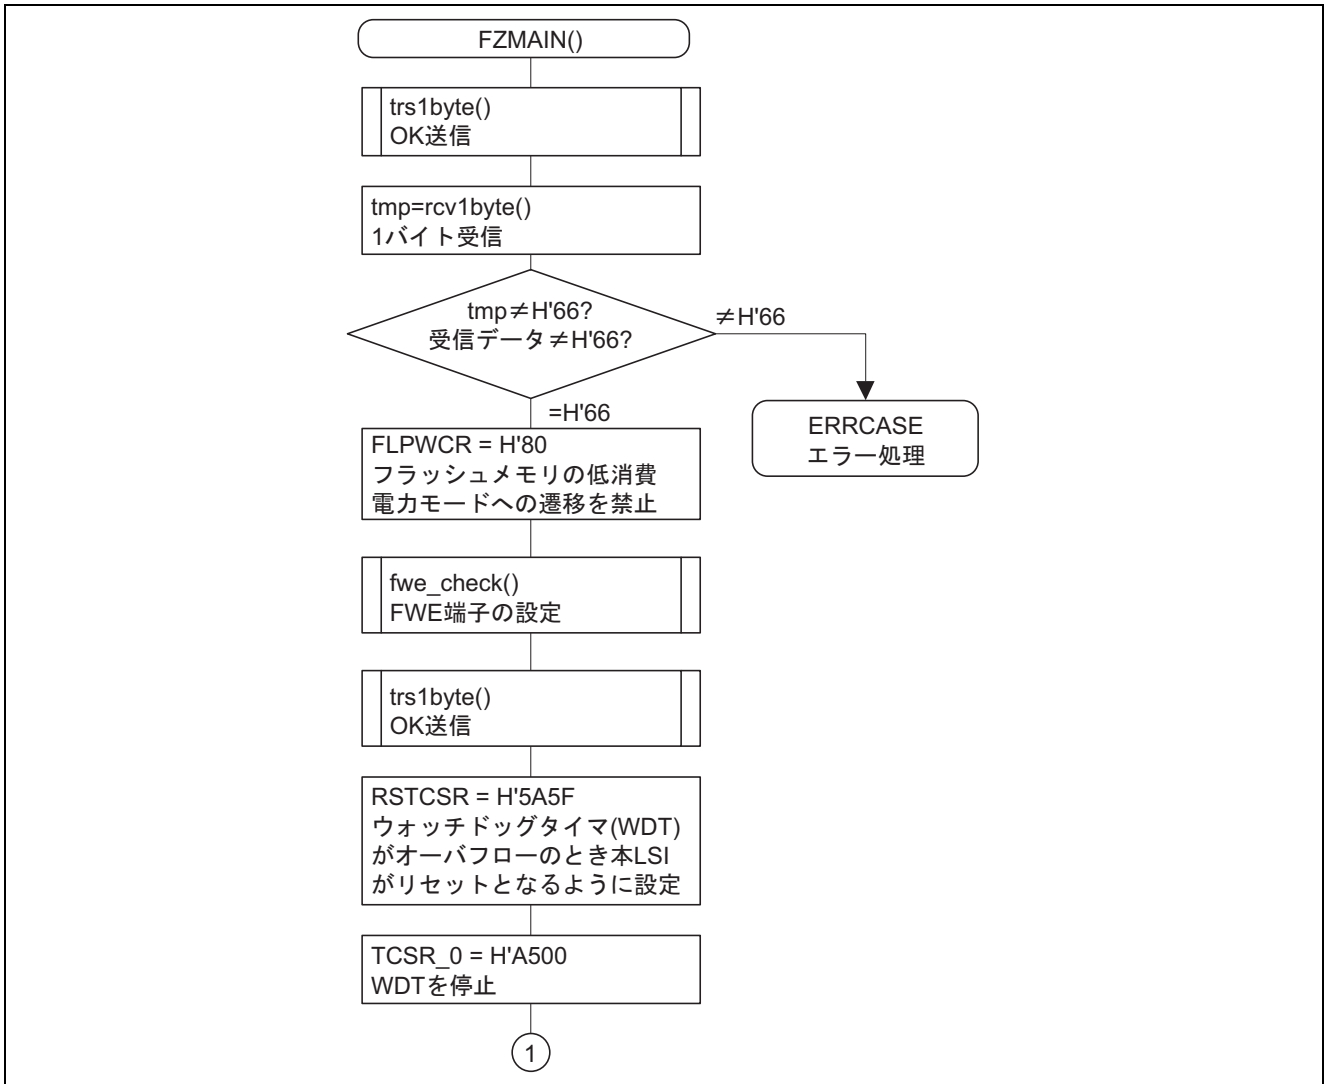 FZMAIN()
trs1byte()
OK送信
tmp=rcv1byte()
1バイト受信
tmp≠H'66?
受信データ≠H'66?
≠H'66
=H'66
ERRCASE
エラー処理
FLPWCR = H'80
フラッシュメモリの低消費
電力モードへの遷移を禁止
fwe_check()
FWE端子の設定
trs1byte()
OK送信
RSTCSR = H'5A5F
ウォッチドッグタイマ(WDT)
がオーバフローのとき本LSI
がリセットとなるように設定
TCSR_0 = H'A500
WDTを停止
1